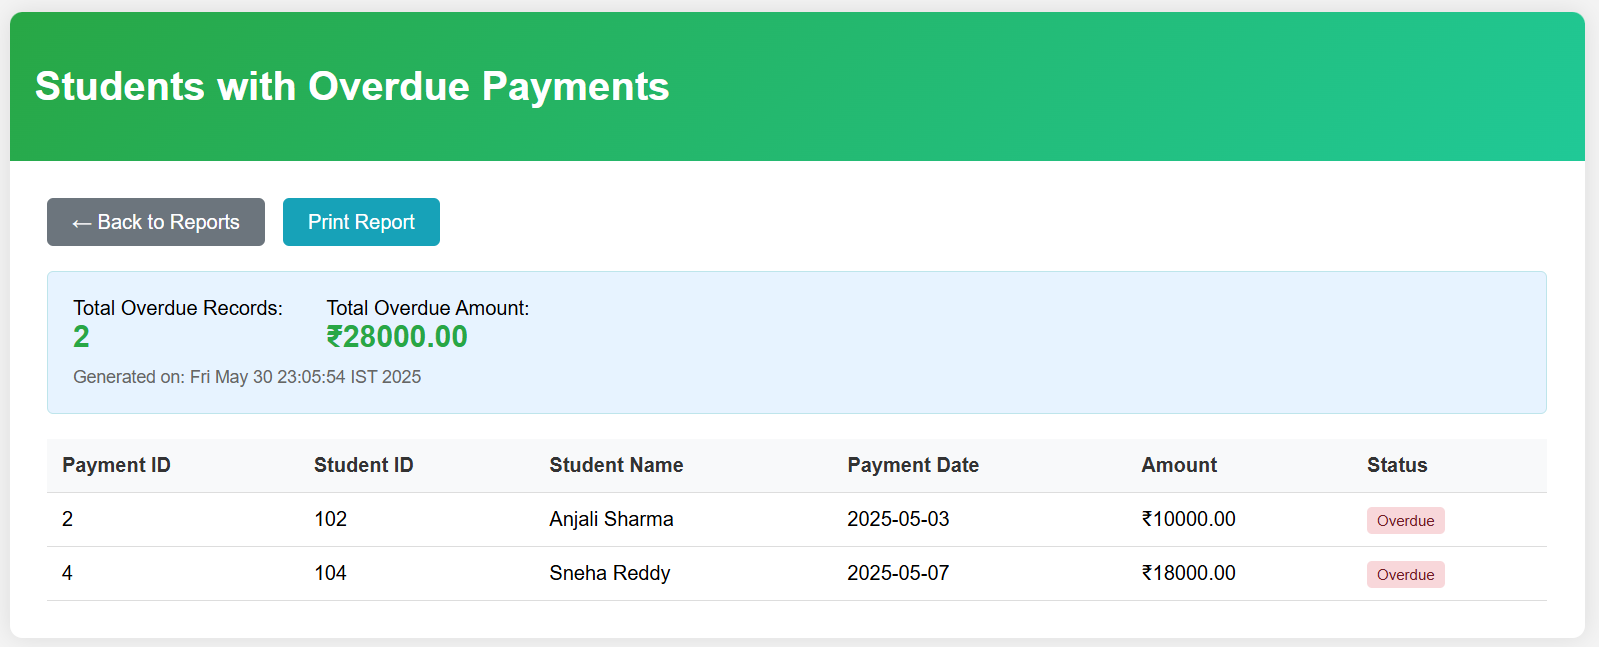 Students with Overdue Payments
← Back to Reports Print Report
Total Overdue Records: Total Overdue Amount:
2 ₹28000.00
Generated on: Fri May 30 23:05:54 IST 2025
Payment ID Student ID Student Name Payment Date Amount Status
2 102 Anjali Sharma 2025-05-03 ₹10000.00 Overdue
4 104 Sneha Reddy 2025-05-07 ₹18000.00 Overdue